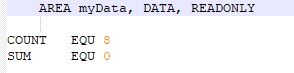 AREA myData, DATA, READONLY
COUNT EQU 8
SUM EQU 0